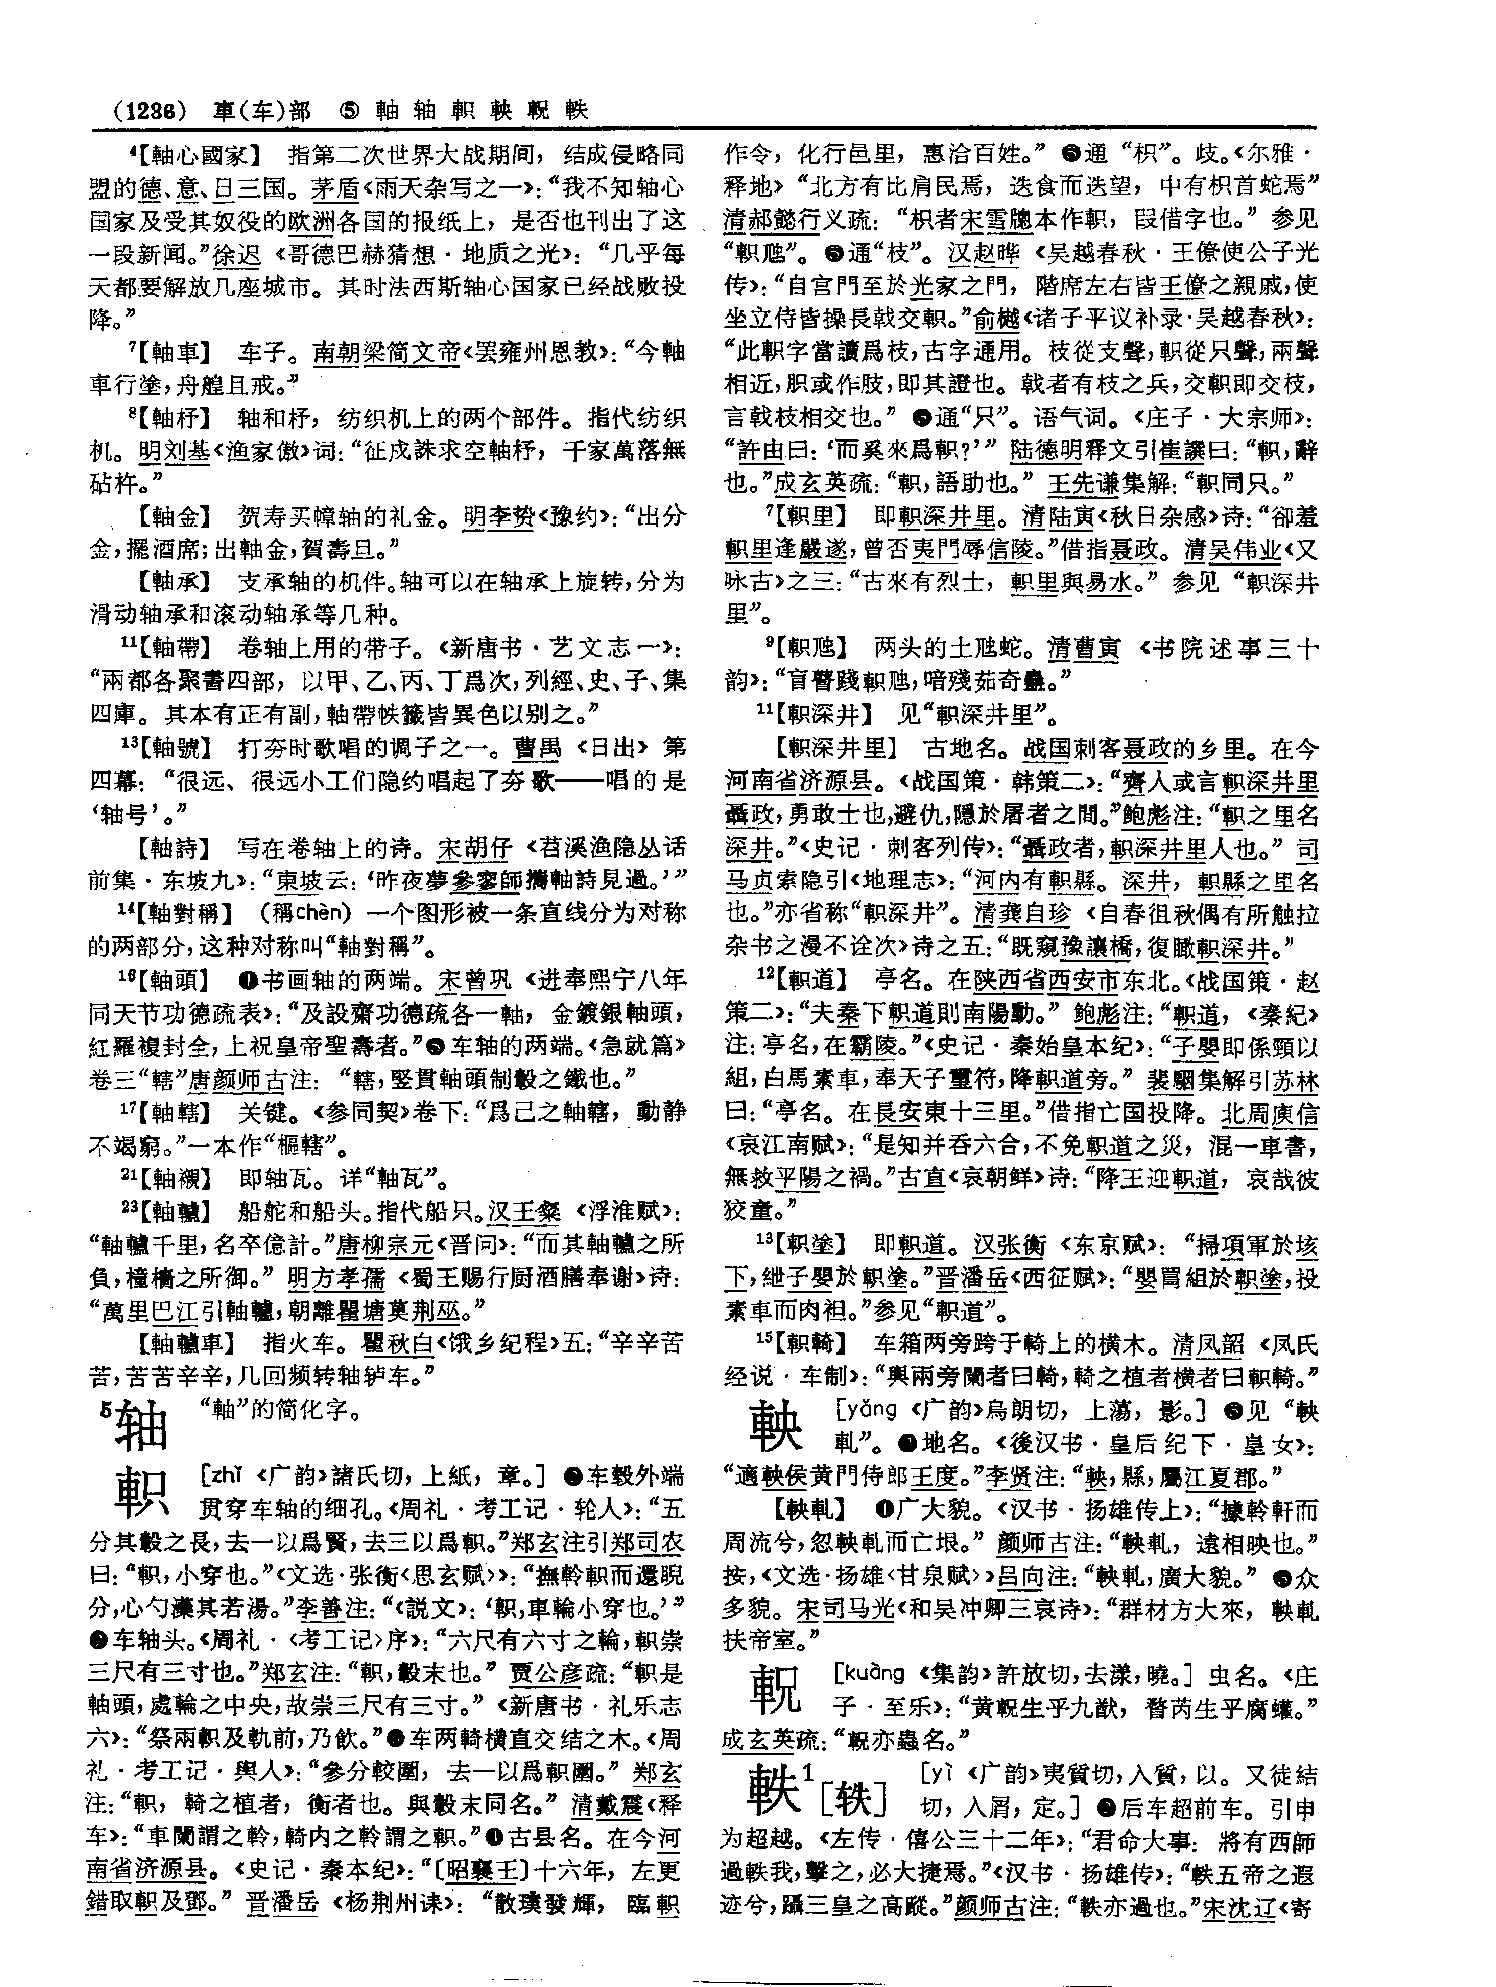 (1236) 車(车)部 ⑤ 軸 轴 軹 軮 軦 軼
⁴【軸心國家】 指第二次世界大战期间，结成侵略同
盟的德、意、日三国。茅盾《雨天杂写之一》：“我不知轴心
国家及受其奴役的欧洲各国的报纸上，是否也刊出了这
一段新闻。”徐迟《哥德巴赫猜想·地质之光》：“几乎每
天都要解放几座城市。其时法西斯轴心国家已经战败投
降。”
⁷【軸車】 车子。南朝梁简文帝《罢雍州恩教》：“今軸
車行塗，舟艎且戒。”
⁸【軸杼】 轴和杼，纺织机上的两个部件。指代纺织
机。明刘基《渔家傲》词：“征戍誅求空軸杼，千家萬落無
砧杵。”
【軸金】 贺寿买幛轴的礼金。明李贽《豫约》：“出分
金，擺酒席；出軸金，賀壽旦。”
【軸承】 支承轴的机件。轴可以在轴承上旋转，分为
滑动轴承和滚动轴承等几种。
¹¹【軸帶】 卷轴上用的带子。《新唐书·艺文志一》：
“兩都各聚書四部，以甲、乙、丙、丁爲次，列經、史、子、集
四庫。其本有正有副，軸帶帙籤皆異色以别之。”
¹³【軸號】 打夯时歌唱的调子之一。曹禺《日出》第
四幕：“很远、很远小工们隐约唱起了夯歌——唱的是
‘轴号’。”
【軸詩】 写在卷轴上的诗。宋胡仔《苕溪渔隐丛话
前集·东坡九》：“東坡云：‘昨夜夢參寥師攜軸詩見過。’”
¹⁴【軸對稱】 （稱chèn）一个图形被一条直线分为对称
的两部分，这种对称叫“軸對稱”。
¹⁶【軸頭】 ❶书画轴的两端。宋曾巩《进奉熙宁八年
同天节功德疏表》：“及設齋功德疏各一軸，金鍍銀軸頭，
紅羅複封全，上祝皇帝聖壽者。”❷车轴的两端。《急就篇》
卷三“轄”唐颜师古注：“轄，竪貫軸頭制轂之鐵也。”
¹⁷【軸轄】 关键。《参同契》卷下：“爲己之軸轄，動静
不竭窮。”一本作“樞轄”。
²¹【軸襯】 即轴瓦。详“軸瓦”。
²³【軸轤】 船舵和船头。指代船只。汉王粲《浮淮赋》：
“軸轤千里，名卒億計。”唐柳宗元《晋问》：“而其軸轤之所
負，橦檣之所御。”明方孝孺《蜀王赐行厨酒膳奉谢》诗：
“萬里巴江引軸轤，朝離瞿塘莫荆巫。”
【軸轤車】 指火车。瞿秋白《饿乡纪程》五：“辛辛苦
苦，苦苦辛辛，几回频转轴轳车。”
⁵轴 “軸”的简化字。
軹 [zhǐ《广韵》諸氏切，上紙，章。] ❶车毂外端
贯穿车轴的细孔。《周礼·考工记·轮人》：“五
分其轂之長，去一以爲賢，去三以爲軹。”郑玄注引郑司农
曰：“軹，小穿也。”《文选·张衡〈思玄赋〉》：“撫軨軹而還睨
分，心勺藻其若湯。”李善注：“《説文》：‘軹，車輪小穿也。’”
❷车轴头。《周礼·〈考工记〉序》：“六尺有六寸之輪，軹崇
三尺有三寸也。”郑玄注：“軹，轂末也。”贾公彦疏：“軹是
軸頭，處輪之中央，故崇三尺有三寸。”《新唐书·礼乐志
六》：“祭兩軹及軌前，乃飲。”❸车两輢横直交结之木。《周
礼·考工记·舆人》：“參分較圍，去一以爲軹圍。”郑玄
注：“軹，輢之植者，衡者也。與轂末同名。”清戴震《释
车》：“車闌謂之軨，輢内之軨謂之軹。”❹古县名。在今河
南省济源县。《史记·秦本纪》：“〔昭襄王〕十六年，左更
錯取軹及鄧。”晋潘岳《杨荆州诔》：“散璞發輝，臨軹
作令，化行邑里，惠洽百姓。”❺通“枳”。歧。《尔雅·
释地》“北方有比肩民焉，迭食而迭望，中有枳首蛇焉”
清郝懿行义疏：“枳者宋雪牕本作軹，叚借字也。”参见
“軹虺”。❻通“枝”。汉赵晔《吴越春秋·王僚使公子光
传》：“自宫門至於光家之門，階席左右皆王僚之親戚，使
坐立侍皆操長戟交軹。”俞樾《诸子平议补录·吴越春秋》：
“此軹字當讀爲枝，古字通用。枝從支聲，軹從只聲，兩聲
相近，胑或作肢，即其證也。戟者有枝之兵，交軹即交枝，
言戟枝相交也。”❼通“只”。语气词。《庄子·大宗师》：
“許由曰：‘而奚來爲軹？’”陆德明释文引崔譔曰：“軹，辭
也。”成玄英疏：“軹，語助也。”王先谦集解：“軹同只。”
⁷【軹里】 即軹深井里。清陆寅《秋日杂感》诗：“卻羞
軹里逢嚴遂，曾否夷門辱信陵。”借指聂政。清吴伟业《又
咏古》之三：“古來有烈士，軹里與易水。”参见“軹深井
里”。
⁹【軹虺】 两头的土虺蛇。清曹寅《书院述事三十
韵》：“盲瞽踐軹虺，喑殘茹奇蠱。”
¹¹【軹深井】 见“軹深井里”。
【軹深井里】 古地名。战国刺客聂政的乡里。在今
河南省济源县。《战国策·韩策二》：“齊人或言軹深井里
聶政，勇敢士也，避仇，隱於屠者之間。”鲍彪注：“軹之里名
深井。”《史记·刺客列传》：“聶政者，軹深井里人也。”司
马贞索隐引《地理志》：“河内有軹縣。深井，軹縣之里名
也。”亦省称“軹深井”。清龚自珍《自春徂秋偶有所触拉
杂书之漫不诠次》诗之五：“既窺豫讓橋，復瞰軹深井。”
¹²【軹道】 亭名。在陕西省西安市东北。《战国策·赵
策二》：“夫秦下軹道則南陽動。”鲍彪注：“軹道，《秦紀》
注：亭名，在霸陵。”《史记·秦始皇本纪》：“子嬰即係頸以
組，白馬素車，奉天子璽符，降軹道旁。”裴駰集解引苏林
曰：“亭名。在長安東十三里。”借指亡国投降。北周庾信
《哀江南赋》：“是知并吞六合，不免軹道之災，混一車書，
無救平陽之禍。”古直《哀朝鲜》诗：“降王迎軹道，哀哉彼
狡童。”
¹³【軹塗】 即軹道。汉张衡《东京赋》：“掃項軍於垓
下，紲子嬰於軹塗。”晋潘岳《西征赋》：“嬰罥組於軹塗，投
素車而肉袒。”参见“軹道”。
¹⁵【軹輢】 车箱两旁跨于輢上的横木。清凤韶《凤氏
经说·车制》：“輿兩旁闌者曰輢，輢之植者横者曰軹輢。”
軮 [yǎng《广韵》烏朗切，上蕩，影。] ❶见“軮
軋”。❷地名。《後汉书·皇后纪下·皇女》：
“適軮侯黄門侍郎王度。”李贤注：“軮，縣，屬江夏郡。”
【軮軋】 ❶广大貌。《汉书·扬雄传上》：“據軨軒而
周流兮，忽軮軋而亡垠。”颜师古注：“軮軋，遠相映也。”
按，《文选·扬雄〈甘泉赋〉》吕向注：“軮軋，廣大貌。”❷众
多貌。宋司马光《和吴冲卿三哀诗》：“群材方大來，軮軋
扶帝室。”
軦 [kuàng《集韵》許放切，去漾，曉。] 虫名。《庄
子·至乐》：“黄軦生乎九猷，瞀芮生乎腐蠸。”
成玄英疏：“軦亦蟲名。”
軼¹[轶] [yì《广韵》夷質切，入質，以。又徒結
切，入屑，定。] ❶后车超前车。引申
为超越。《左传·僖公三十二年》：“君命大事：將有西師
過軼我，擊之，必大捷焉。”《汉书·扬雄传》：“軼五帝之遐
迹兮，躡三皇之高蹤。”颜师古注：“軼亦過也。”宋沈辽《寄